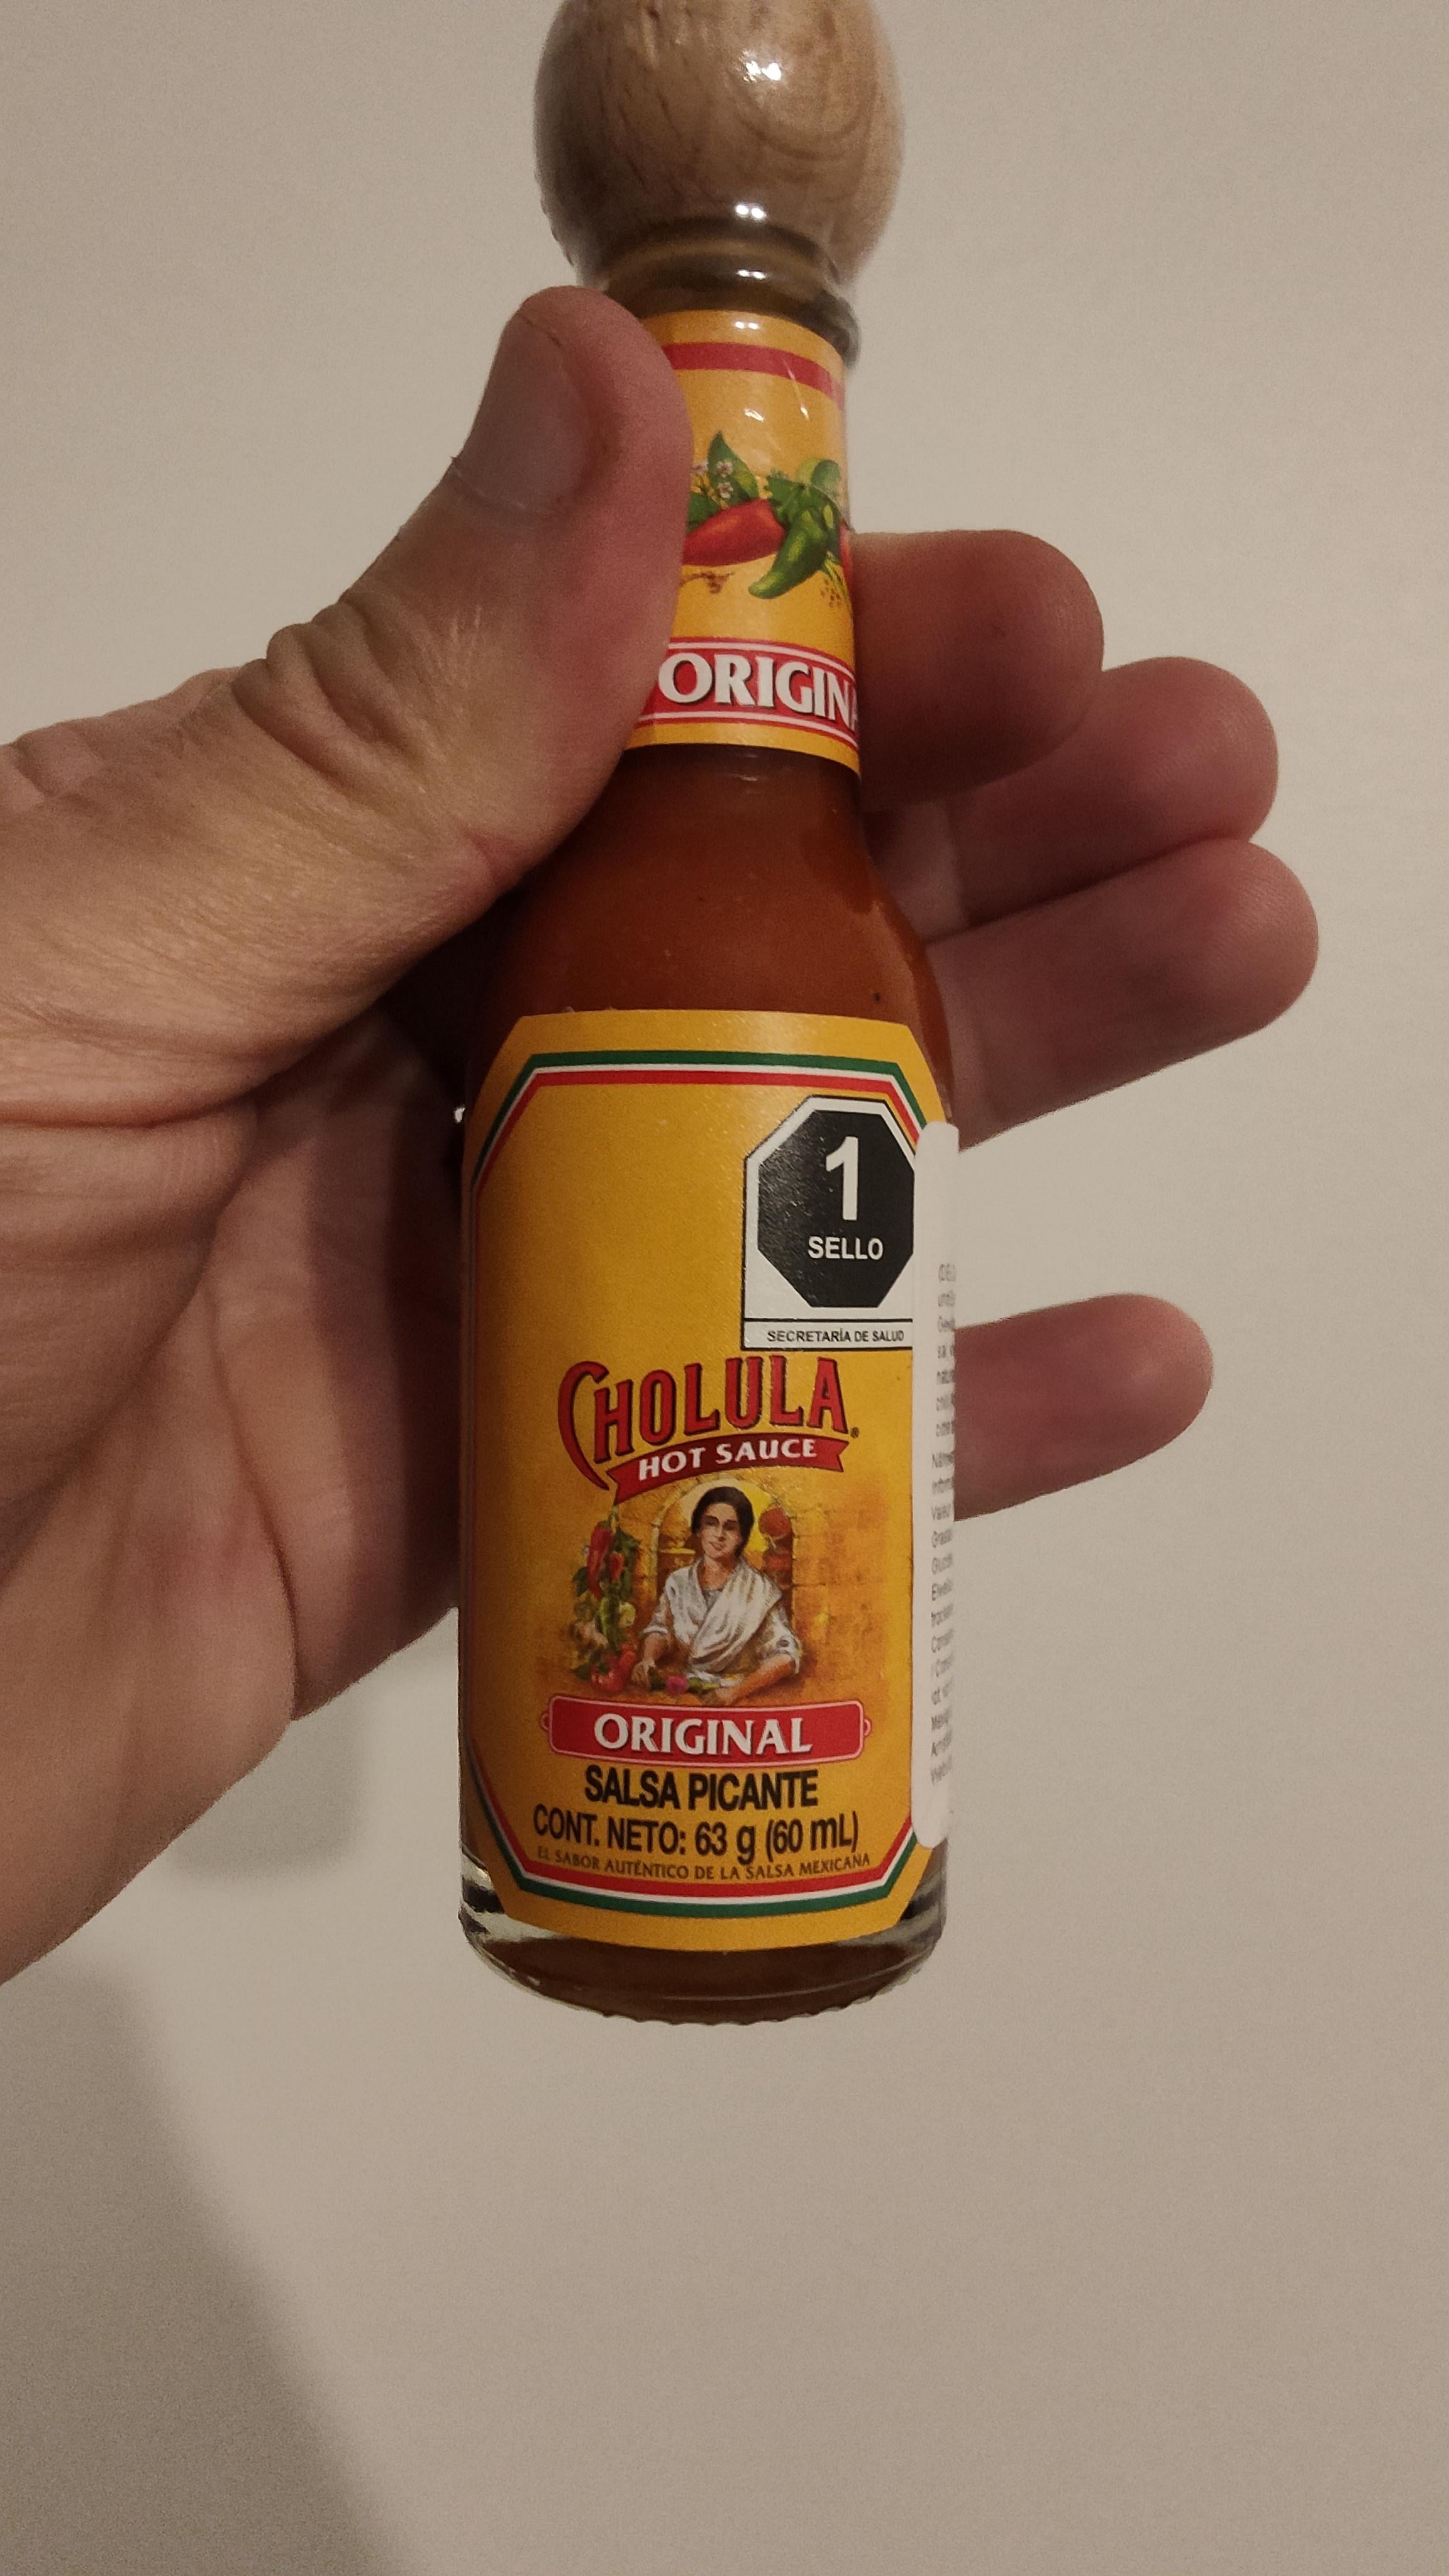 ORIGINA
1
SELLO
SECRETARÍA DE SALUD
CHOLULA®
HOT SAUCE
ORIGINAL
SALSA PICANTE
CONT. NETO: 63 g (60 mL)
EL SABOR AUTÉNTICO DE LA SALSA MEXICANA